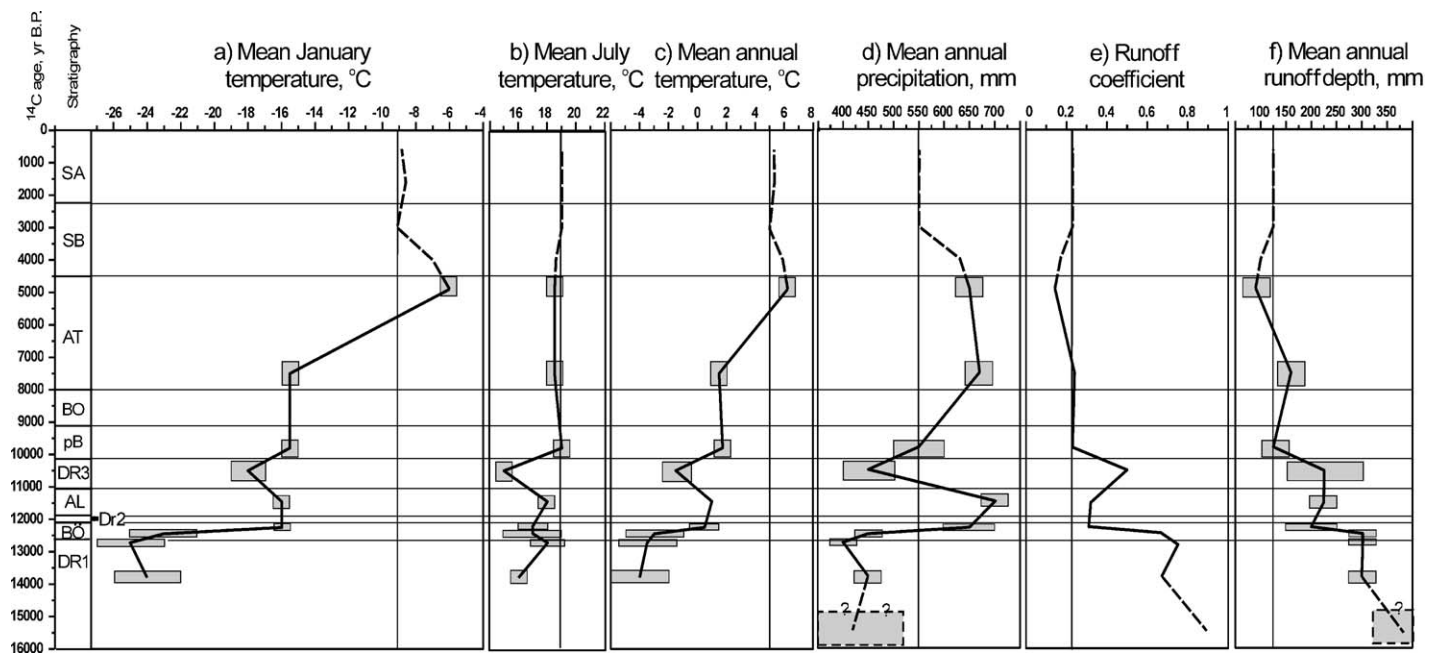 ¹⁴C age, yr B.P.
Stratigraphy
a) Mean January
temperature, °C
b) Mean July
temperature, °C
c) Mean annual
temperature, °C
d) Mean annual
precipitation, mm
e) Runoff
coefficient
f) Mean annual
runoff depth, mm
-26 -24 -22 -20 -18 -16 -14 -12 -10 -8 -6 -4
16 18 20 22
-4 -2 0 2 4 6 8
400 450 500 550 600 650 700
0 0.2 0.4 0.6 0.8 1
100 150 200 250 300 350
0
1000
2000
3000
4000
5000
6000
7000
8000
9000
10000
11000
12000
13000
14000
15000
16000
SA
SB
AT
BO
pB
DR3
AL
Dr2
BÖ
DR1
? ?
?